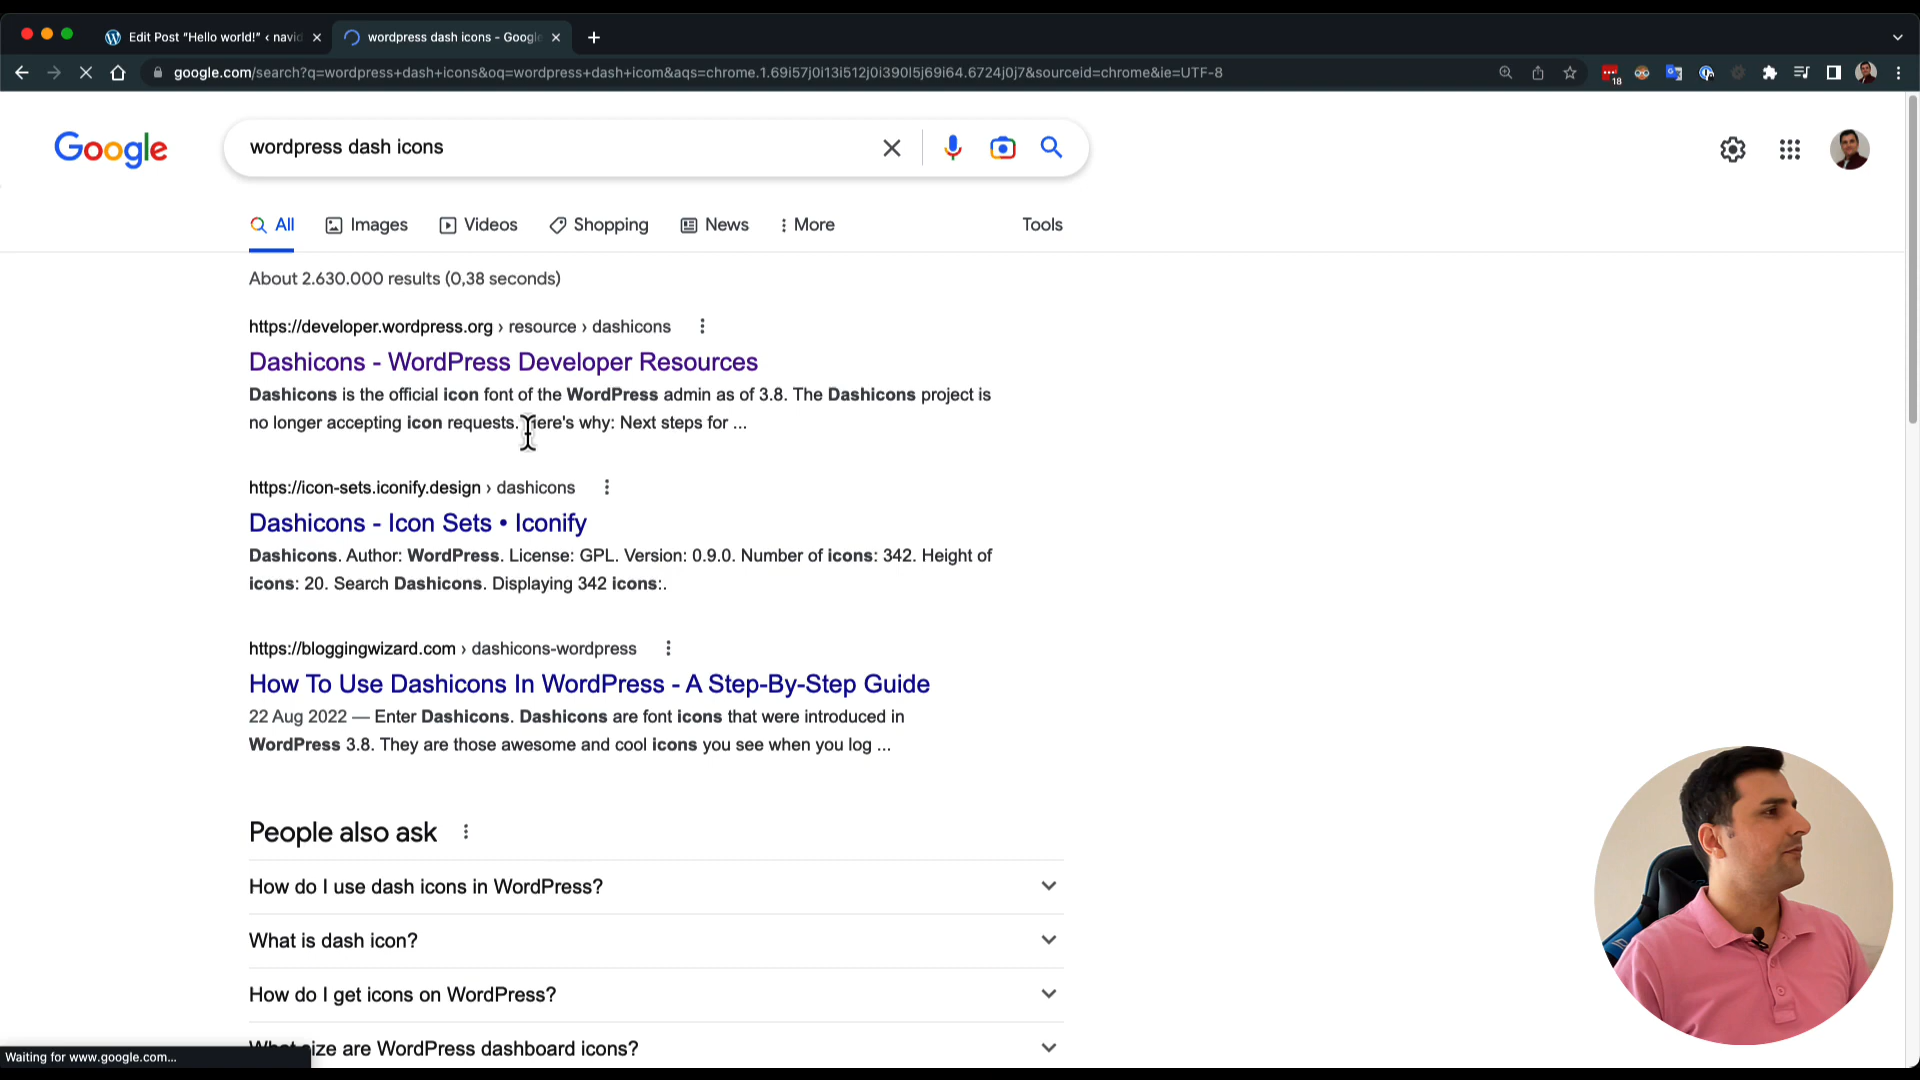 Edit Post "Hello world!" ‹ navid
wordpress dash icons - Google
google.com/search?q=wordpress+dash+icons&oq=wordpress+dash+icom&aqs=chrome.1.69i57j0i13i512j0i390l5j69i64.6724j0j7&sourceid=chrome&ie=UTF-8
18
Google
wordpress dash icons
All Images Videos Shopping News More Tools
About 2.630.000 results (0,38 seconds)
https://developer.wordpress.org › resource › dashicons
Dashicons - WordPress Developer Resources
Dashicons is the official icon font of the WordPress admin as of 3.8. The Dashicons project is
no longer accepting icon requests. Here's why: Next steps for ...
https://icon-sets.iconify.design › dashicons
Dashicons - Icon Sets • Iconify
Dashicons. Author: WordPress. License: GPL. Version: 0.9.0. Number of icons: 342. Height of
icons: 20. Search Dashicons. Displaying 342 icons:.
https://bloggingwizard.com › dashicons-wordpress
How To Use Dashicons In WordPress - A Step-By-Step Guide
22 Aug 2022 — Enter Dashicons. Dashicons are font icons that were introduced in
WordPress 3.8. They are those awesome and cool icons you see when you log ...
People also ask
How do I use dash icons in WordPress?
What is dash icon?
How do I get icons on WordPress?
What size are WordPress dashboard icons?
Waiting for www.google.com...